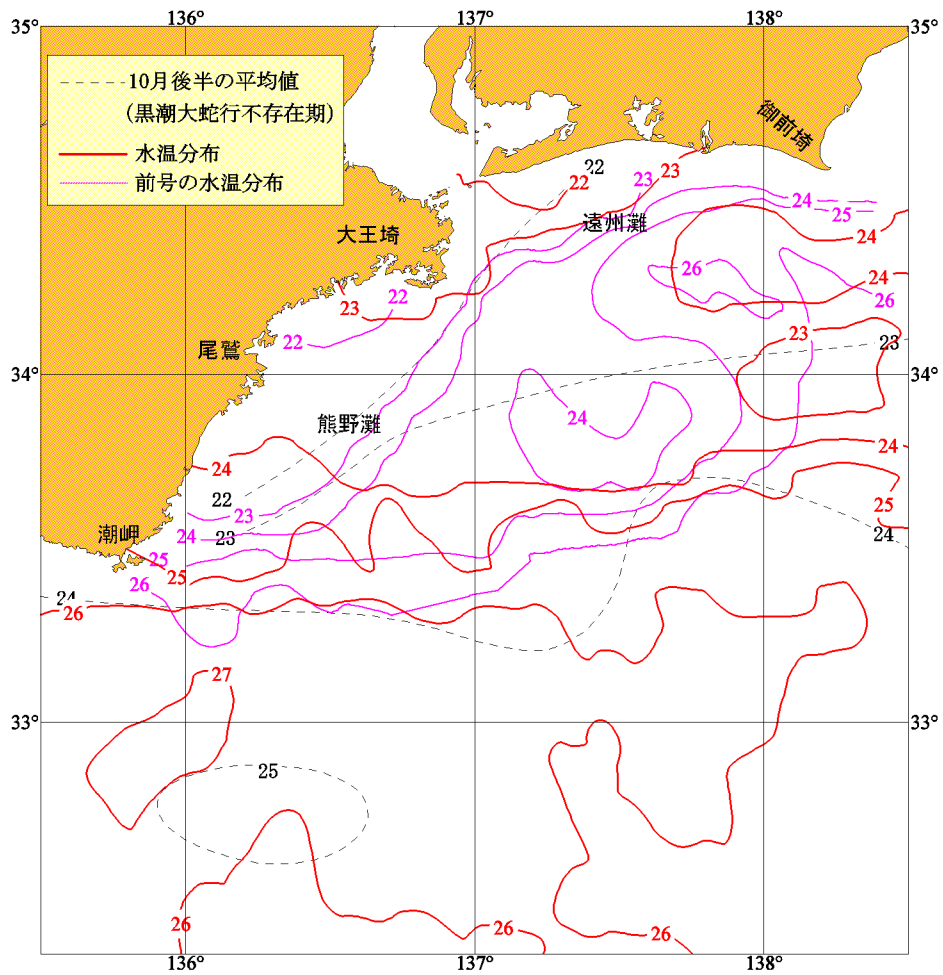 136° 137° 138°
35° 35°
10月後半の平均値
(黒潮大蛇行不存在期)
水温分布
前号の水温分布
御前埼
22
22 23 23
24
25
遠州灘
大王埼
24
26 24
22 26
23
22 23 23
尾鷲
34° 34°
24
熊野灘
24 24
22 25
23
24 23 24
潮岬
25
25
26
24
26
27
33° 33°
25
26 26 26
136° 137° 138°